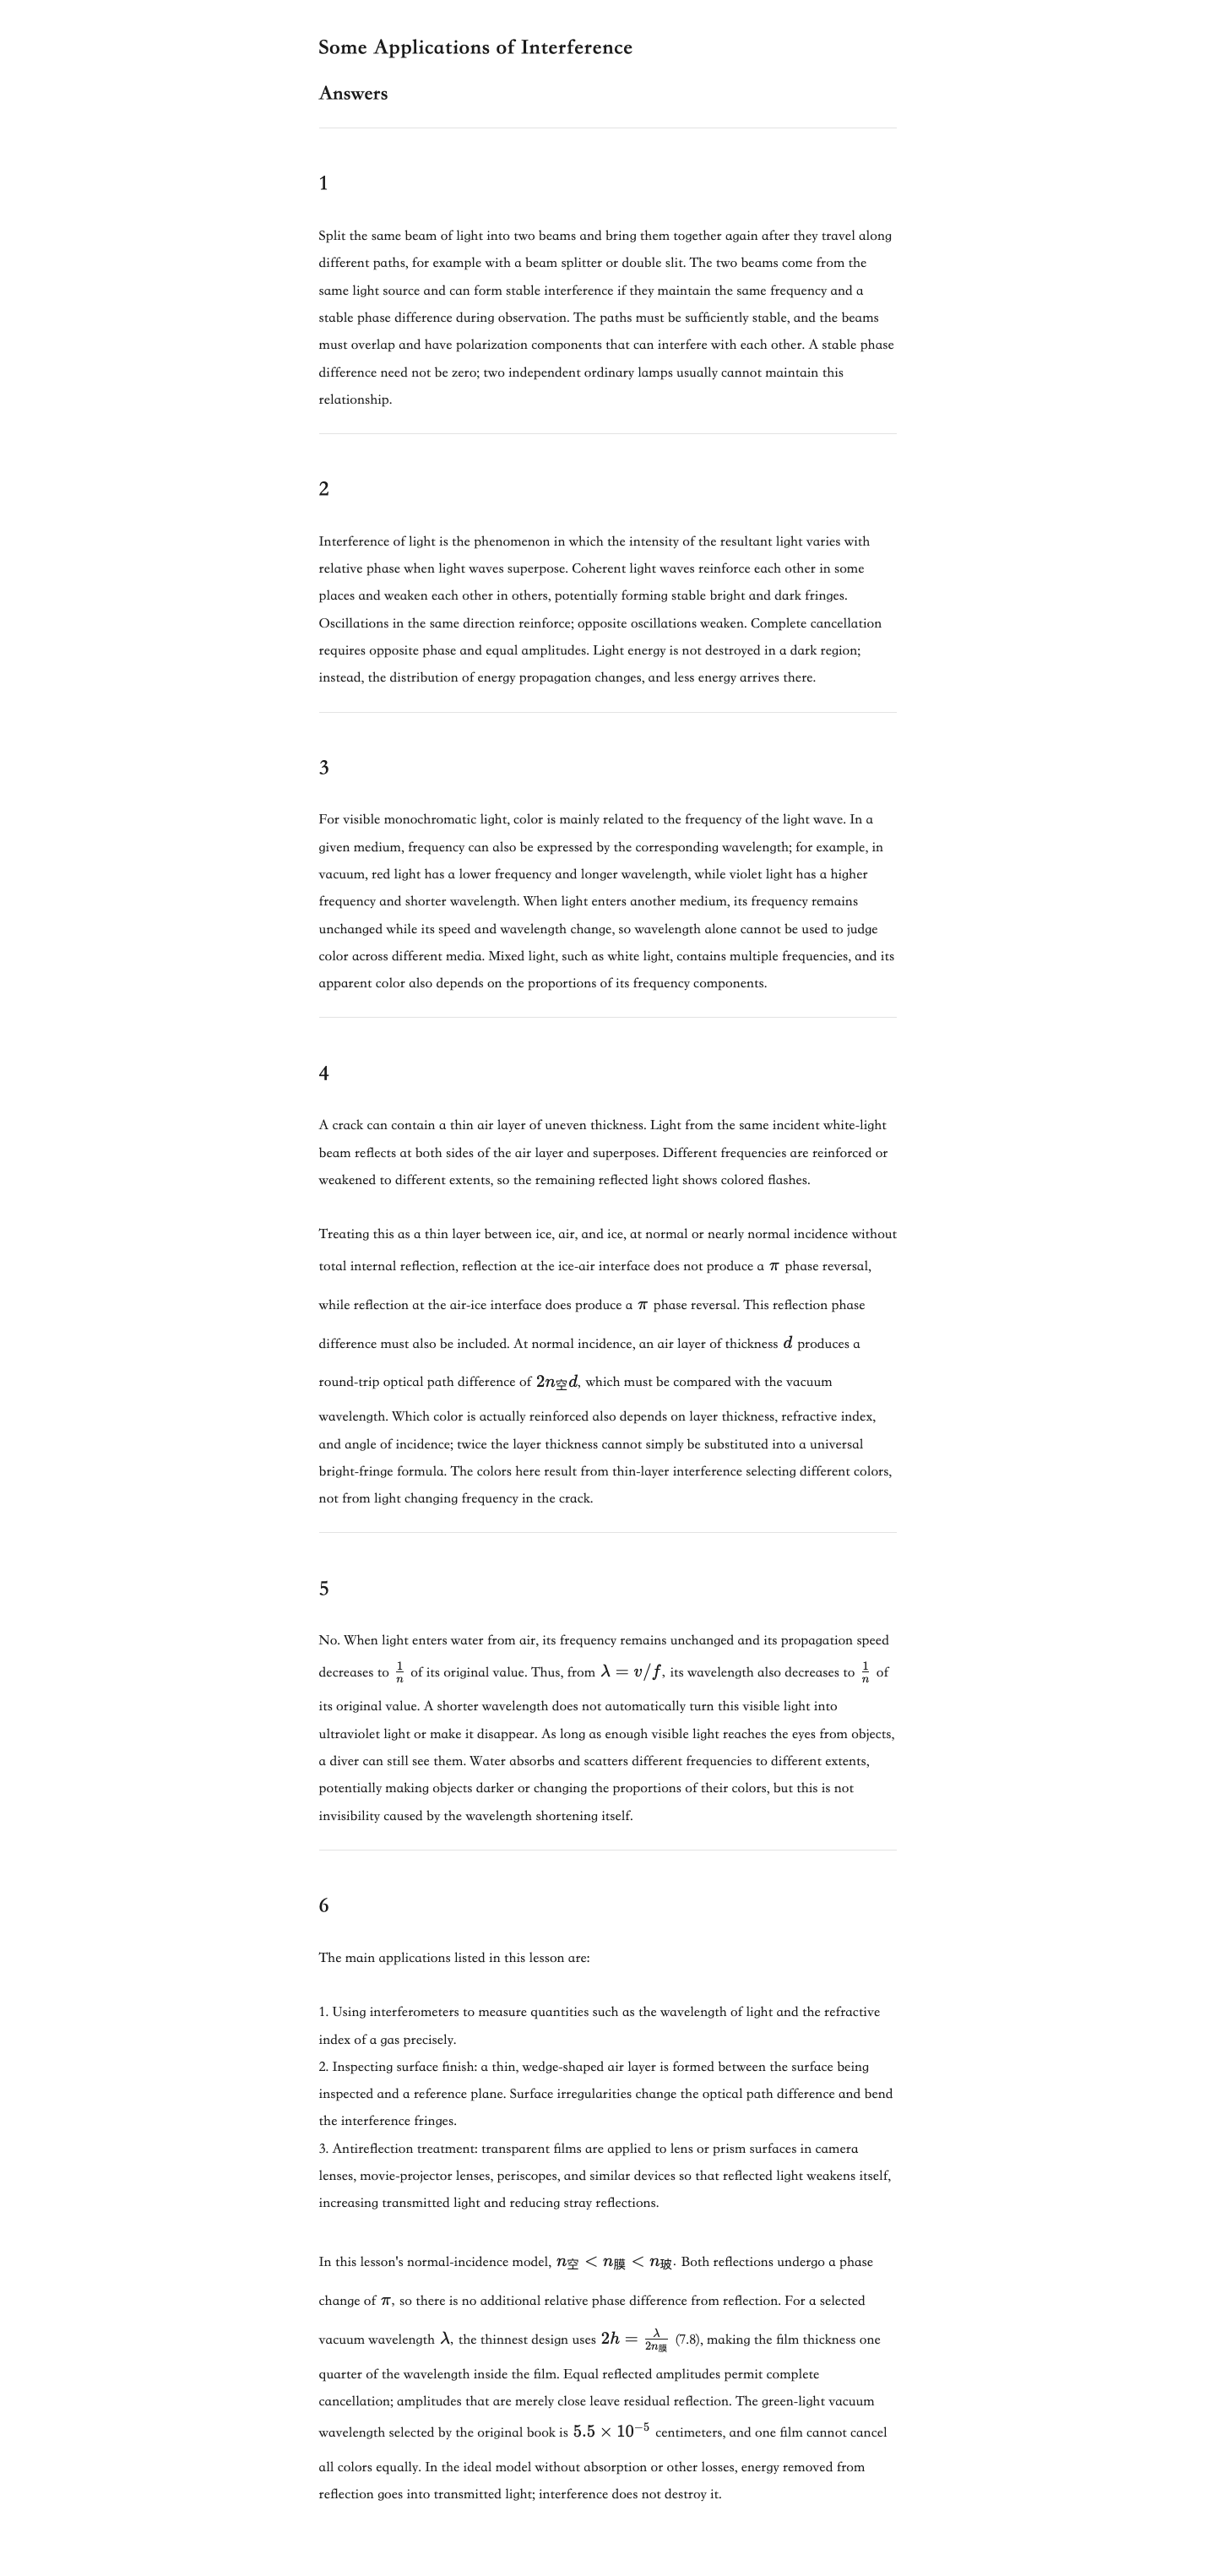 Some Applications of Interference
Answers
1
Split the same beam of light into two beams and bring them together again after they travel along
different paths, for example with a beam splitter or double slit. The two beams come from the
same light source and can form stable interference if they maintain the same frequency and a
stable phase difference during observation. The paths must be sufficiently stable, and the beams
must overlap and have polarization components that can interfere with each other. A stable phase
difference need not be zero; two independent ordinary lamps usually cannot maintain this
relationship.
2
Interference of light is the phenomenon in which the intensity of the resultant light varies with
relative phase when light waves superpose. Coherent light waves reinforce each other in some
places and weaken each other in others, potentially forming stable bright and dark fringes.
Oscillations in the same direction reinforce; opposite oscillations weaken. Complete cancellation
requires opposite phase and equal amplitudes. Light energy is not destroyed in a dark region;
instead, the distribution of energy propagation changes, and less energy arrives there.
3
For visible monochromatic light, color is mainly related to the frequency of the light wave. In a
given medium, frequency can also be expressed by the corresponding wavelength; for example, in
vacuum, red light has a lower frequency and longer wavelength, while violet light has a higher
frequency and shorter wavelength. When light enters another medium, its frequency remains
unchanged while its speed and wavelength change, so wavelength alone cannot be used to judge
color across different media. Mixed light, such as white light, contains multiple frequencies, and its
apparent color also depends on the proportions of its frequency components.
4
A crack can contain a thin air layer of uneven thickness. Light from the same incident white-light
beam reflects at both sides of the air layer and superposes. Different frequencies are reinforced or
weakened to different extents, so the remaining reflected light shows colored flashes.
Treating this as a thin layer between ice, air, and ice, at normal or nearly normal incidence without
total internal reflection, reflection at the ice-air interface does not produce a π phase reversal,
while reflection at the air-ice interface does produce a π phase reversal. This reflection phase
difference must also be included. At normal incidence, an air layer of thickness d produces a
round-trip optical path difference of 2n空d, which must be compared with the vacuum
wavelength. Which color is actually reinforced also depends on layer thickness, refractive index,
and angle of incidence; twice the layer thickness cannot simply be substituted into a universal
bright-fringe formula. The colors here result from thin-layer interference selecting different colors,
not from light changing frequency in the crack.
5
No. When light enters water from air, its frequency remains unchanged and its propagation speed
decreases to 1/n of its original value. Thus, from λ = v/f, its wavelength also decreases to 1/n of
its original value. A shorter wavelength does not automatically turn this visible light into
ultraviolet light or make it disappear. As long as enough visible light reaches the eyes from objects,
a diver can still see them. Water absorbs and scatters different frequencies to different extents,
potentially making objects darker or changing the proportions of their colors, but this is not
invisibility caused by the wavelength shortening itself.
6
The main applications listed in this lesson are:
1. Using interferometers to measure quantities such as the wavelength of light and the refractive
index of a gas precisely.
2. Inspecting surface finish: a thin, wedge-shaped air layer is formed between the surface being
inspected and a reference plane. Surface irregularities change the optical path difference and bend
the interference fringes.
3. Antireflection treatment: transparent films are applied to lens or prism surfaces in camera
lenses, movie-projector lenses, periscopes, and similar devices so that reflected light weakens itself,
increasing transmitted light and reducing stray reflections.
In this lesson's normal-incidence model, n空 < n膜 < n玻. Both reflections undergo a phase
change of π, so there is no additional relative phase difference from reflection. For a selected
vacuum wavelength λ, the thinnest design uses 2h = λ/2n膜 (7.8), making the film thickness one
quarter of the wavelength inside the film. Equal reflected amplitudes permit complete
cancellation; amplitudes that are merely close leave residual reflection. The green-light vacuum
wavelength selected by the original book is 5.5 × 10⁻⁵ centimeters, and one film cannot cancel
all colors equally. In the ideal model without absorption or other losses, energy removed from
reflection goes into transmitted light; interference does not destroy it.